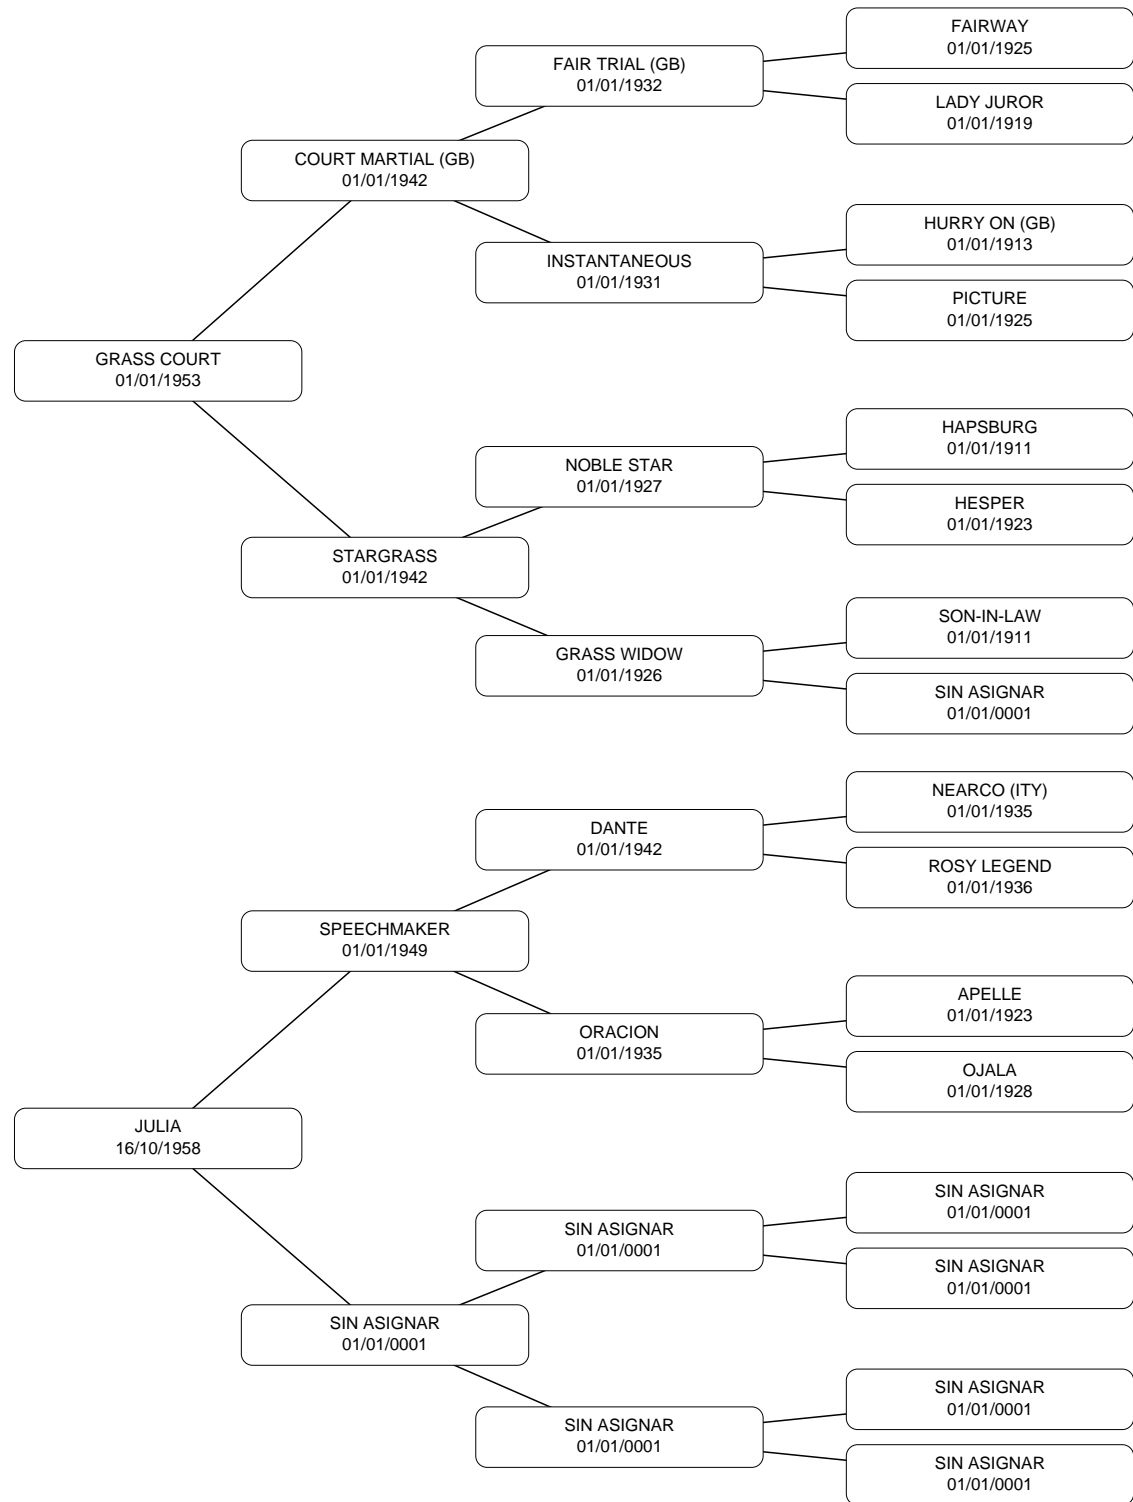 FAIRWAY
01/01/1925
FAIR TRIAL (GB)
01/01/1932
LADY JUROR
01/01/1919
COURT MARTIAL (GB)
01/01/1942
HURRY ON (GB)
01/01/1913
INSTANTANEOUS
01/01/1931
PICTURE
01/01/1925
GRASS COURT
01/01/1953
HAPSBURG
01/01/1911
NOBLE STAR
01/01/1927
HESPER
01/01/1923
STARGRASS
01/01/1942
SON-IN-LAW
01/01/1911
GRASS WIDOW
01/01/1926
SIN ASIGNAR
01/01/0001
NEARCO (ITY)
01/01/1935
DANTE
01/01/1942
ROSY LEGEND
01/01/1936
SPEECHMAKER
01/01/1949
APELLE
01/01/1923
ORACION
01/01/1935
OJALA
01/01/1928
JULIA
16/10/1958
SIN ASIGNAR
01/01/0001
SIN ASIGNAR
01/01/0001
SIN ASIGNAR
01/01/0001
SIN ASIGNAR
01/01/0001
SIN ASIGNAR
01/01/0001
SIN ASIGNAR
01/01/0001
SIN ASIGNAR
01/01/0001